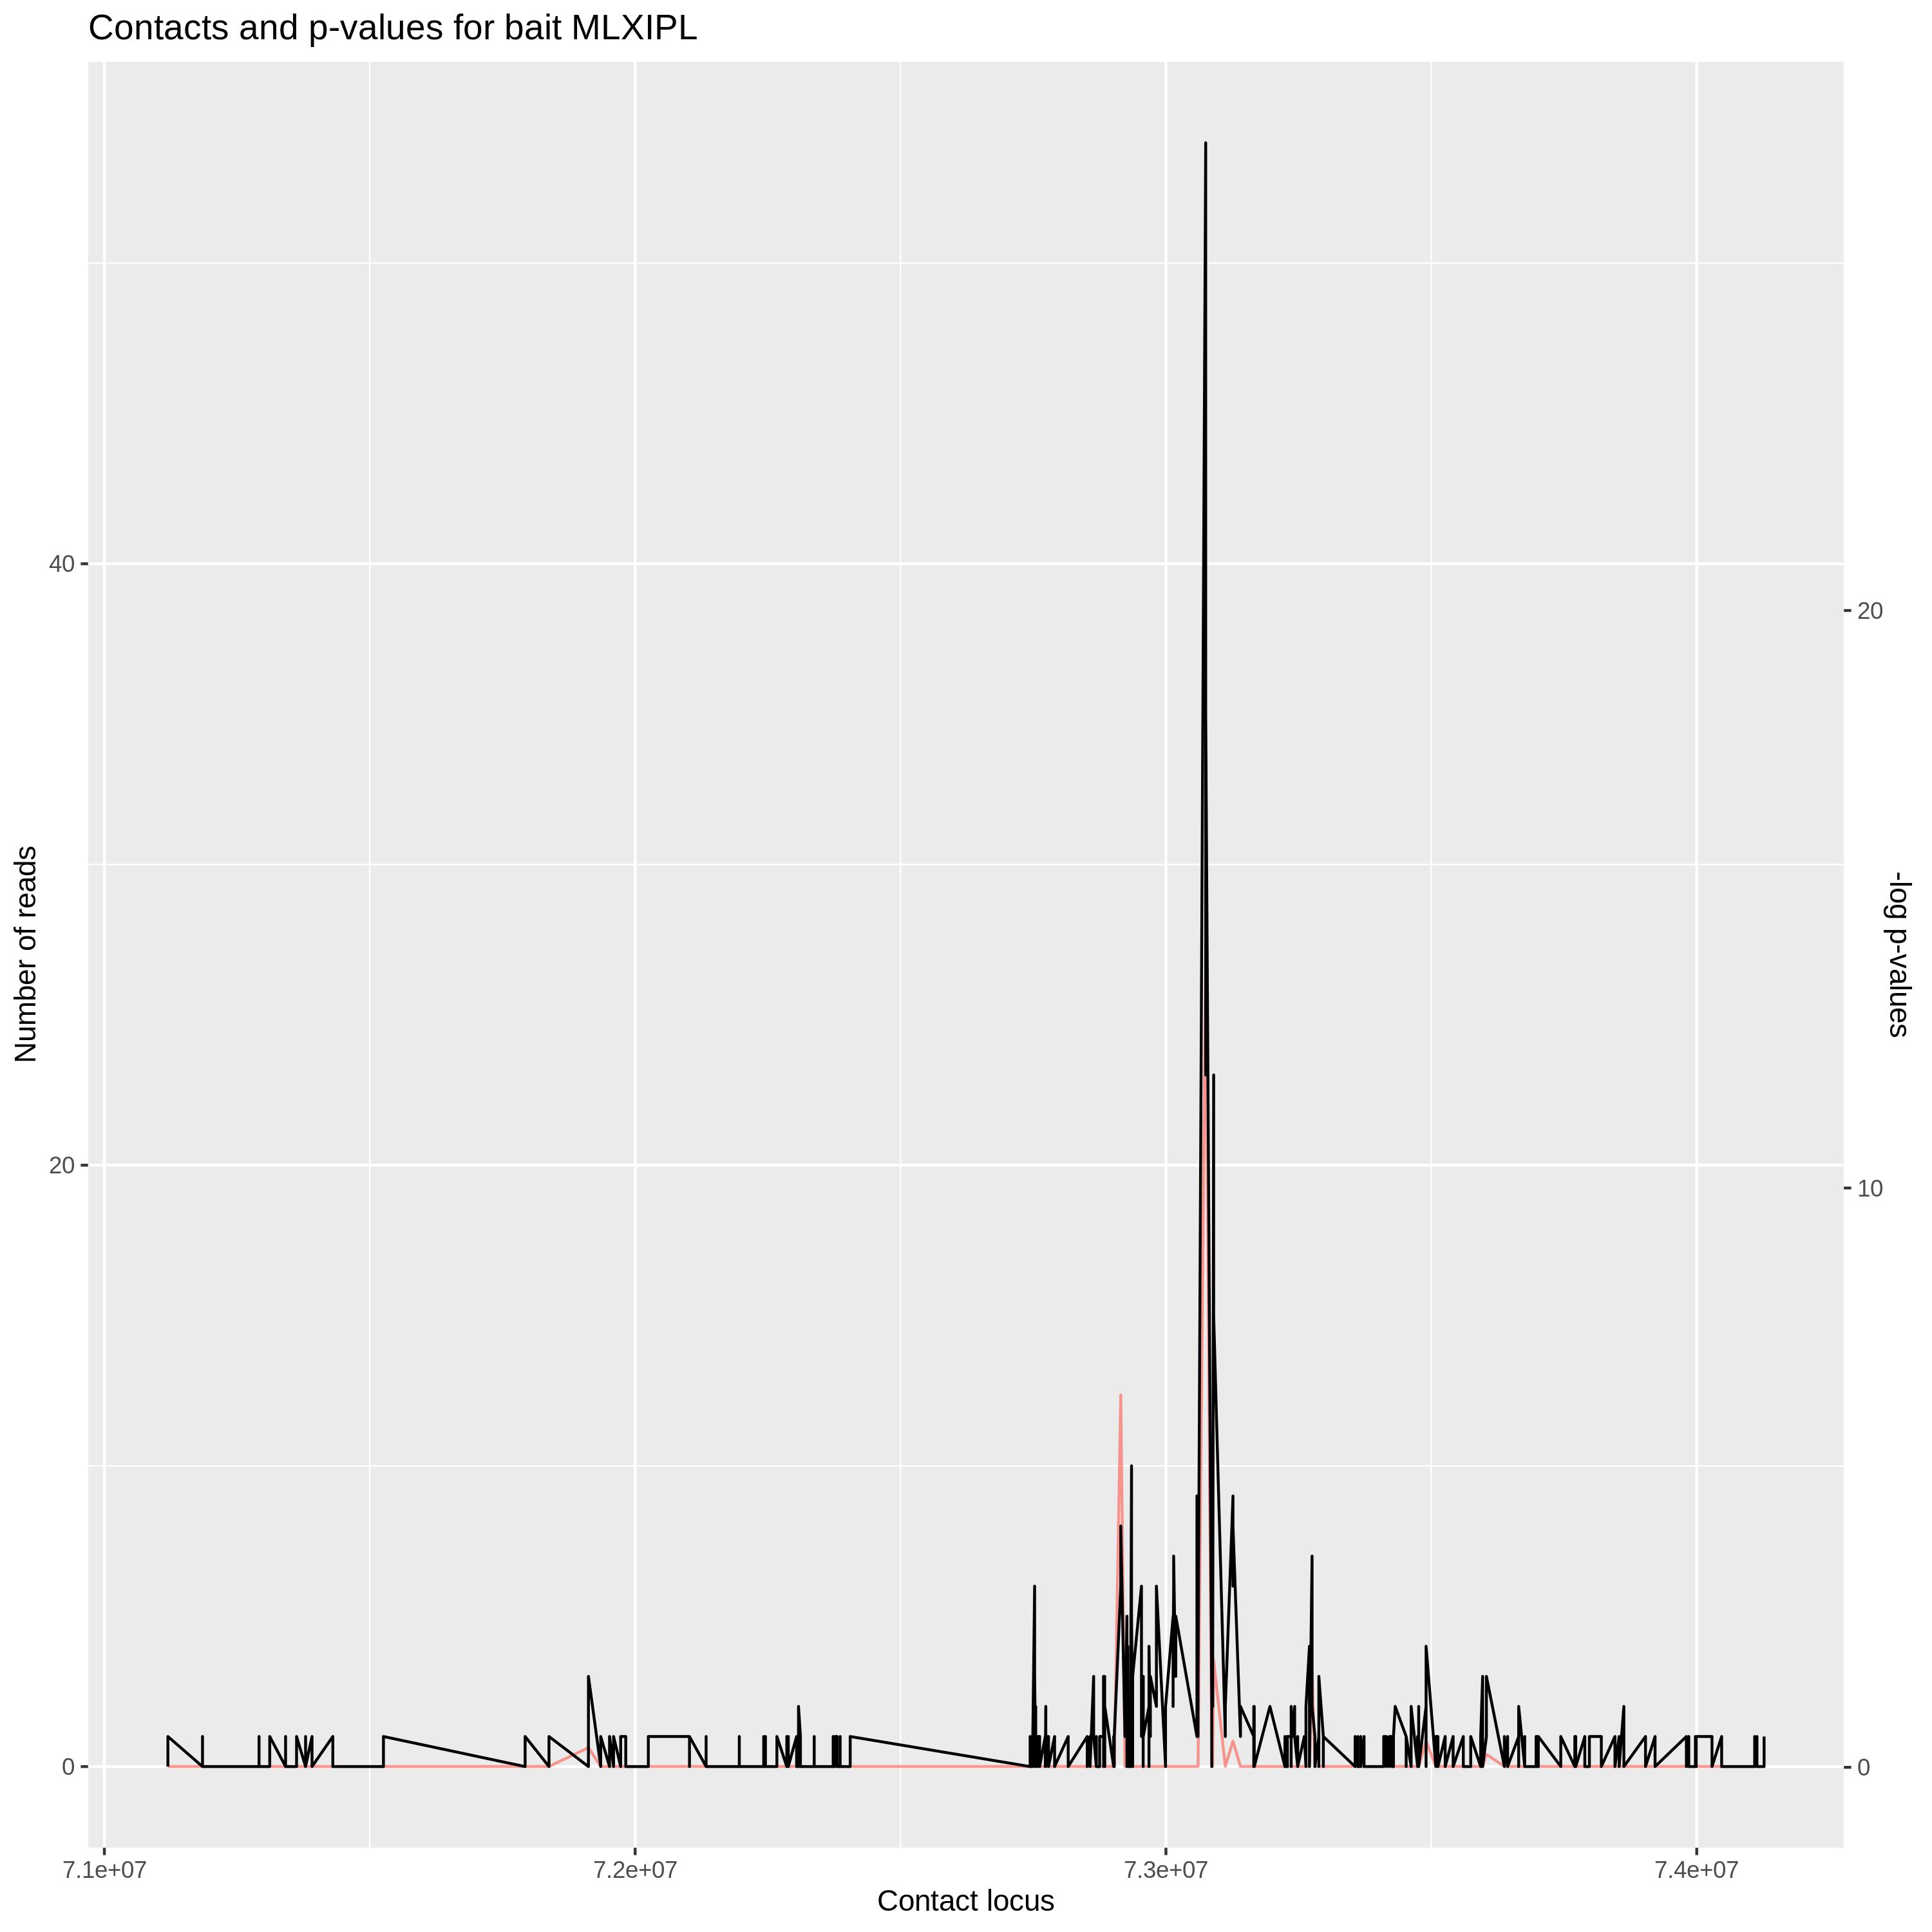 Contacts and p-values for bait MLXIPL
Number of reads
40
20
0
20
10
0
-log p-values
7.1e+07 7.2e+07 7.3e+07 7.4e+07
Contact locus